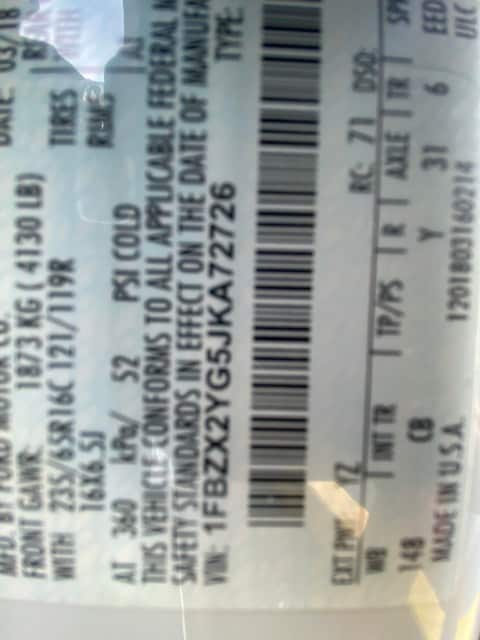 MFD. BY FORD MOTOR CO.
DATE: 03/18
FRONT GAWR: 1873 KG ( 4130 LB)
WITH 235/65R16C 121/119R TIRES
WITH
16X6.5J RIMS
AT 360 kPa/ 52 PSI COLD
AT
THIS VEHICLE CONFORMS TO ALL APPLICABLE FEDERAL
SAFETY STANDARDS IN EFFECT ON THE DATE OF
VIN: 1FBZX2YG5JKA72726
TYPE:
EXT PNT: YZ RC: 71 DSO:
WB INT TR TP/PS R AXLE TR
148 CB Y 31 6
MADE IN U.S.A.
1201803160214